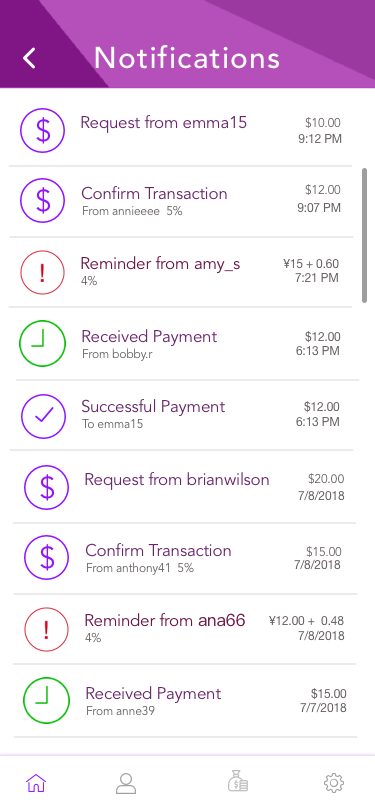 Notifications
$ Request from emma15 $10.00
9:12 PM
$ Confirm Transaction $12.00
From annieeee 5% 9:07 PM
! Reminder from amy_s ¥15 + 0.60
4% 7:21 PM
Received Payment $12.00
From bobby.r 6:13 PM
Successful Payment $12.00
To emma15 6:13 PM
$ Request from brianwilson $20.00
7/8/2018
$ Confirm Transaction $15.00
From anthony41 5% 7/8/2018
! Reminder from ana66 ¥12.00 + 0.48
4% 7/8/2018
Received Payment $15.00
From anne39 7/7/2018